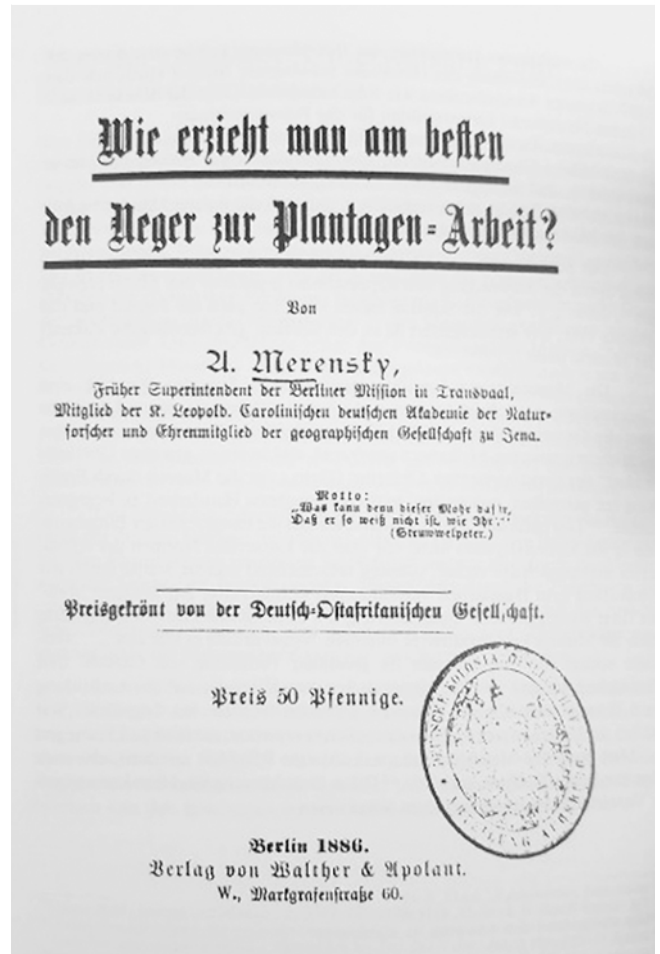 Wie erzieht man am besten
den Neger zur Plantagen-Arbeit?
Von
A. Merensky,
Früher Superintendent der Berliner Mission in Transvaal,
Mitglied der K. Leopold. Carolinischen deutschen Akademie der Natur-
forscher und Ehrenmitglied der geographischen Gesellschaft zu Jena.
Motto:
„Was kann denn dieser Mohr dafür,
Daß er so weiß nicht ist, wie Ihr.“
(Struwwelpeter.)
Preisgekrönt von der Deutsch-Ostafrikanischen Gesellschaft.
Preis 50 Pfennige.
DEUTSCHE KOLONIALGESELLSCHAFT
ABTEILUNG
Berlin 1886.
Verlag von Walther & Apolant.
W., Markgrafenstraße 60.